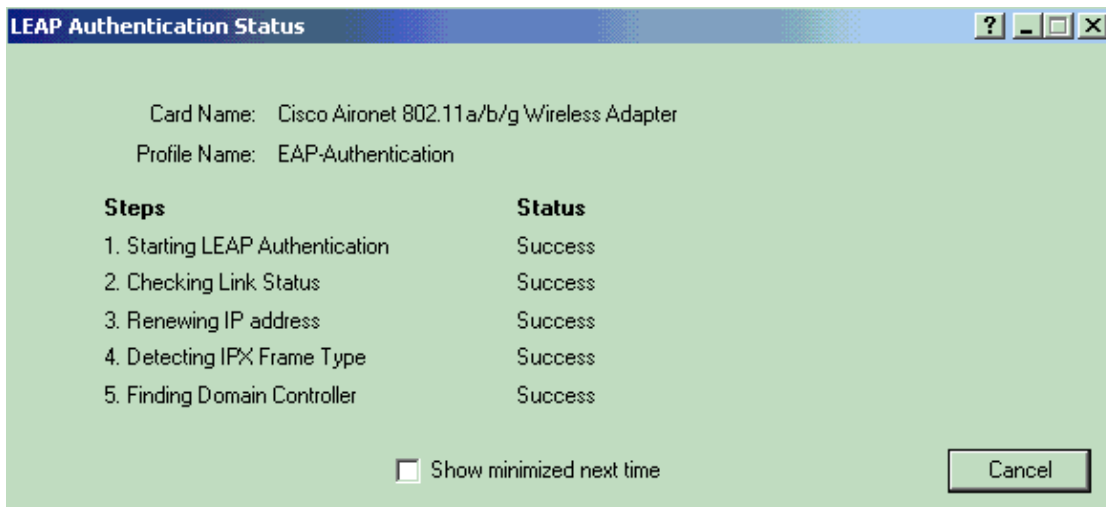 LEAP Authentication Status
Card Name: Cisco Aironet 802.11a/b/g Wireless Adapter
Profile Name: EAP-Authentication
Steps Status
1. Starting LEAP Authentication Success
2. Checking Link Status Success
3. Renewing IP address Success
4. Detecting IPX Frame Type Success
5. Finding Domain Controller Success
Show minimized next time
Cancel